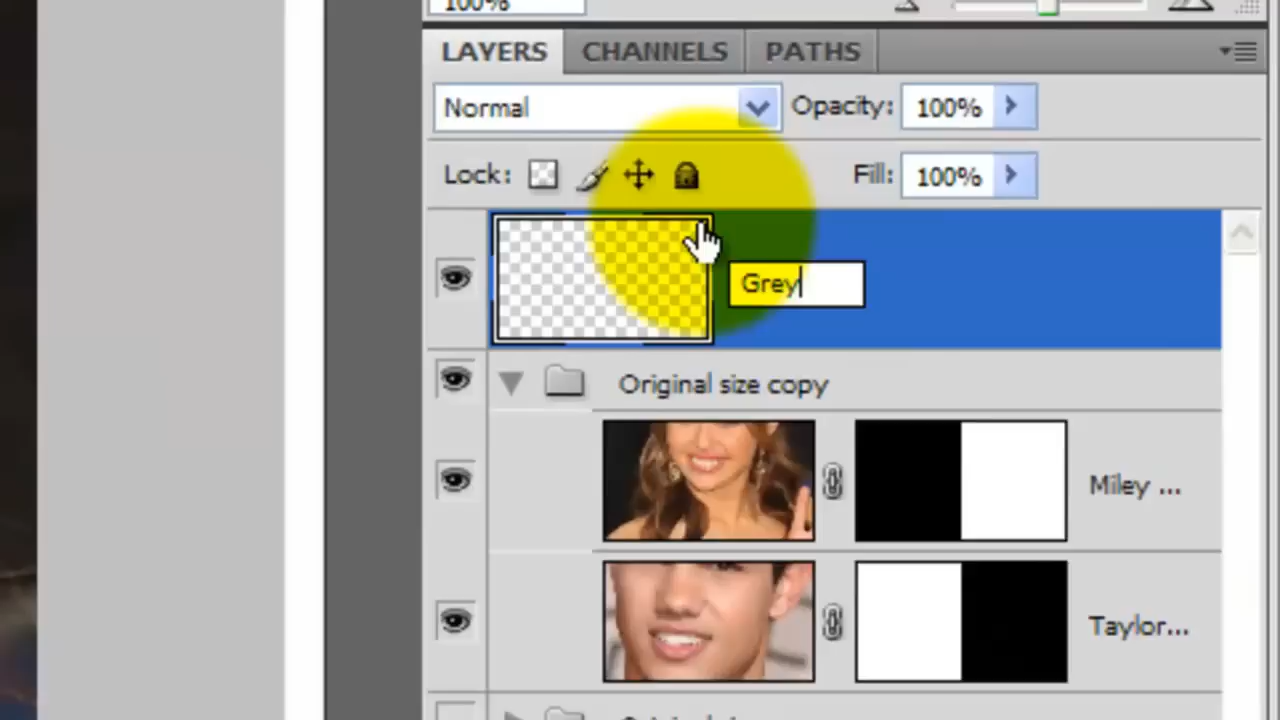 100%
LAYERS CHANNELS PATHS
Normal Opacity: 100%
Lock: Fill: 100%
Grey
Original size copy
Miley ...
Taylor...